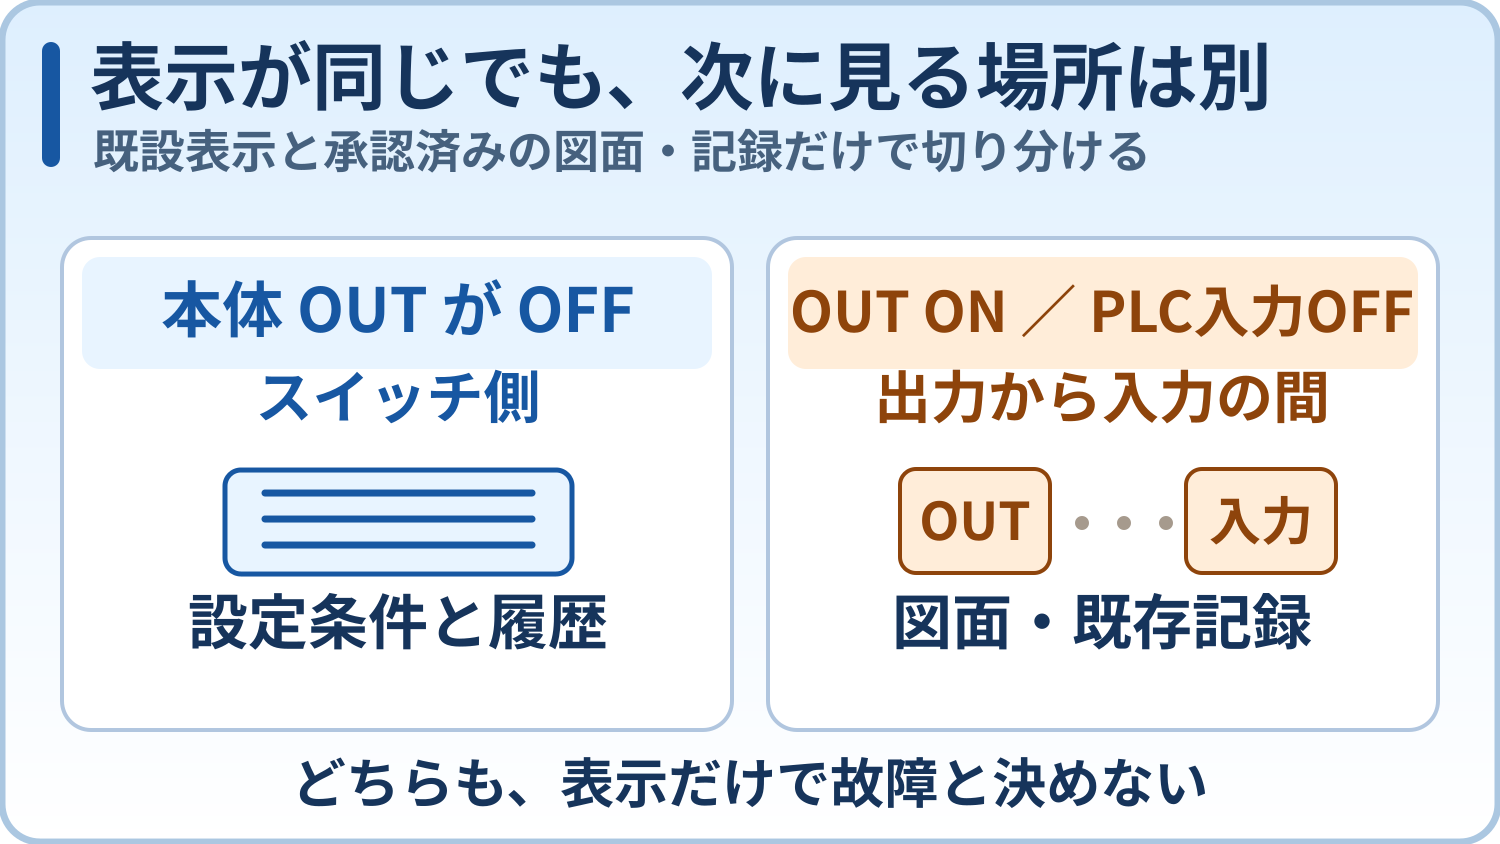 表示が同じでも、次に見る場所は別
既設表示と承認済みの図面・記録だけで切り分ける
本体 OUT が OFF
スイッチ側
設定条件と履歴
OUT ON ／ PLC入力OFF
出力から入力の間
OUT
入力
図面・既存記録
どちらも、表示だけで故障と決めない